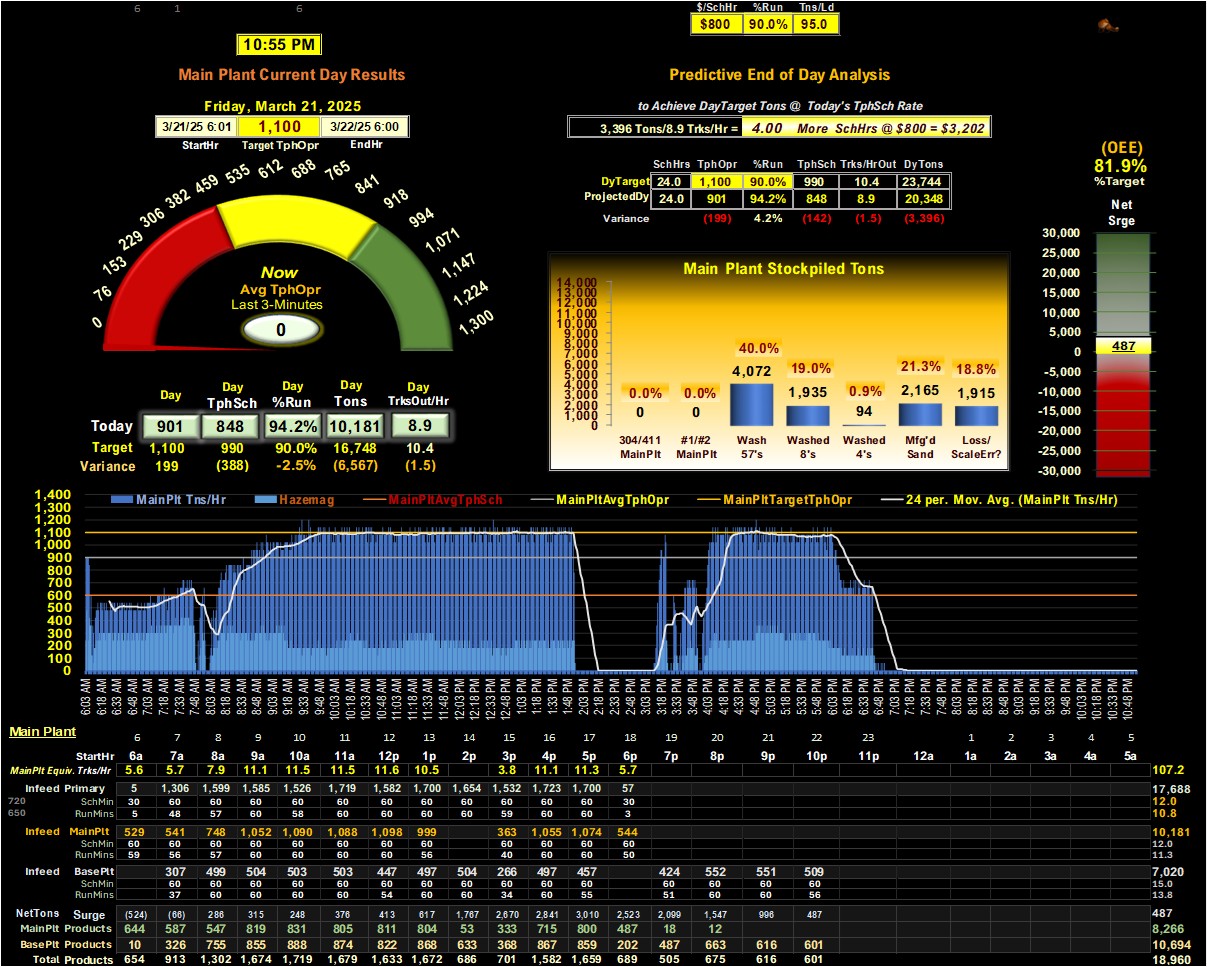 6 1 6
$/SchHr %Run Tns/Ld
$800 90.0% 95.0
10:55 PM
Main Plant Current Day Results
Predictive End of Day Analysis
Friday, March 21, 2025
to Achieve DayTarget Tons @ Today's TphSch Rate
3/21/25 6:01 1,100 3/22/25 6:00
StartHr Target TphOpr EndHr
3,396 Tons/8.9 Trks/Hr = 4.00 More SchHrs @ $800 = $3,202
(OEE)
81.9%
%Target
SchHrs TphOpr %Run TphSch Trks/HrOut DyTons
DyTarget 24.0 1,100 90.0% 990 10.4 23,744
ProjectedDy 24.0 901 94.2% 848 8.9 20,348
Variance (199) 4.2% (142) (1.5) (3,396)
Net
Srge
30,000
25,000
20,000
15,000
10,000
5,000
0
-5,000
-10,000
-15,000
-20,000
-25,000
-30,000
487
0 76 153 229 306 382 459 535 612 688 765 841 918 994 1,071 1,147 1,224 1,300
Now
Avg TphOpr
Last 3-Minutes
0
Main Plant Stockpiled Tons
14,000
13,000
12,000
11,000
10,000
9,000
8,000
7,000
6,000
5,000
4,000
3,000
2,000
1,000
0
0.0% 0.0% 40.0% 19.0% 0.9% 21.3% 18.8%
0 0 4,072 1,935 94 2,165 1,915
304/411 #1/#2 Wash Washed Washed Mfg'd Loss/
MainPlt MainPlt 57's 8's 4's Sand ScaleErr?
Day Day Day Day Day
TphSch %Run Tons TrksOut/Hr
Today 901 848 94.2% 10,181 8.9
Target 1,100 990 90.0% 16,748 10.4
Variance 199 (388) -2.5% (6,567) (1.5)
MainPlt Tns/Hr Hazemag MainPltAvgTphSch MainPltAvgTphOpr MainPltTargetTphOpr 24 per. Mov. Avg. (MainPlt Tns/Hr)
1,400
1,300
1,200
1,100
1,000
900
800
700
600
500
400
300
200
100
0
6:03 AM 6:18 AM 6:33 AM 6:48 AM 7:03 AM 7:18 AM 7:33 AM 7:48 AM 8:03 AM 8:18 AM 8:33 AM 8:48 AM 9:03 AM 9:18 AM 9:33 AM 9:48 AM 10:03 AM 10:18 AM 10:33 AM 10:48 AM 11:03 AM 11:18 AM 11:33 AM 11:48 AM 12:03 PM 12:18 PM 12:33 PM 12:48 PM 1:03 PM 1:18 PM 1:33 PM 1:48 PM 2:03 PM 2:18 PM 2:33 PM 2:48 PM 3:03 PM 3:18 PM 3:33 PM 3:48 PM 4:03 PM 4:18 PM 4:33 PM 4:48 PM 5:03 PM 5:18 PM 5:33 PM 5:48 PM 6:03 PM 6:18 PM 6:33 PM 6:48 PM 7:03 PM 7:18 PM 7:33 PM 7:48 PM 8:03 PM 8:18 PM 8:33 PM 8:48 PM 9:03 PM 9:18 PM 9:33 PM 9:48 PM 10:03 PM 10:18 PM 10:33 PM 10:48 PM
Main Plant 6 7 8 9 10 11 12 13 14 15 16 17 18 19 20 21 22 23 1 2 3 4 5
StartHr 6a 7a 8a 9a 10a 11a 12p 1p 2p 3p 4p 5p 6p 7p 8p 9p 10p 11p 12a 1a 2a 3a 4a 5a
MainPlt Equiv. Trks/Hr 5.6 5.7 7.9 11.1 11.5 11.5 11.6 10.5 3.8 11.1 11.3 5.7 107.2
Infeed Primary 5 1,306 1,599 1,585 1,526 1,719 1,582 1,700 1,654 1,532 1,723 1,700 57 17,688
720 SchMin 30 60 60 60 60 60 60 60 60 60 60 60 30 12.0
650 RunMins 5 48 57 60 58 60 60 60 60 59 60 60 3 10.8
Infeed MainPlt 529 541 748 1,052 1,090 1,088 1,098 999 363 1,055 1,074 544 10,181
SchMin 60 60 60 60 60 60 60 60 60 60 60 60 12.0
RunMins 59 56 57 60 60 60 60 56 40 60 60 50 11.3
Infeed BasePlt 307 499 504 503 503 447 497 504 266 497 457 424 552 551 509 7,020
SchMin 60 60 60 60 60 60 60 60 60 60 60 60 60 60 60 15.0
RunMins 37 60 60 60 60 54 60 60 34 60 55 51 60 60 56 13.8
NetTons Surge (524) (66) 286 315 248 376 413 617 1,767 2,670 2,841 3,010 2,523 2,099 1,547 996 487 487
MainPlt Products 644 587 547 819 831 805 811 804 53 333 715 800 487 18 12 8,266
BasePlt Products 10 326 755 855 888 874 822 868 633 368 867 859 202 487 663 616 601 10,694
Total Products 654 913 1,302 1,674 1,719 1,679 1,633 1,672 686 701 1,582 1,659 689 505 675 616 601 18,960